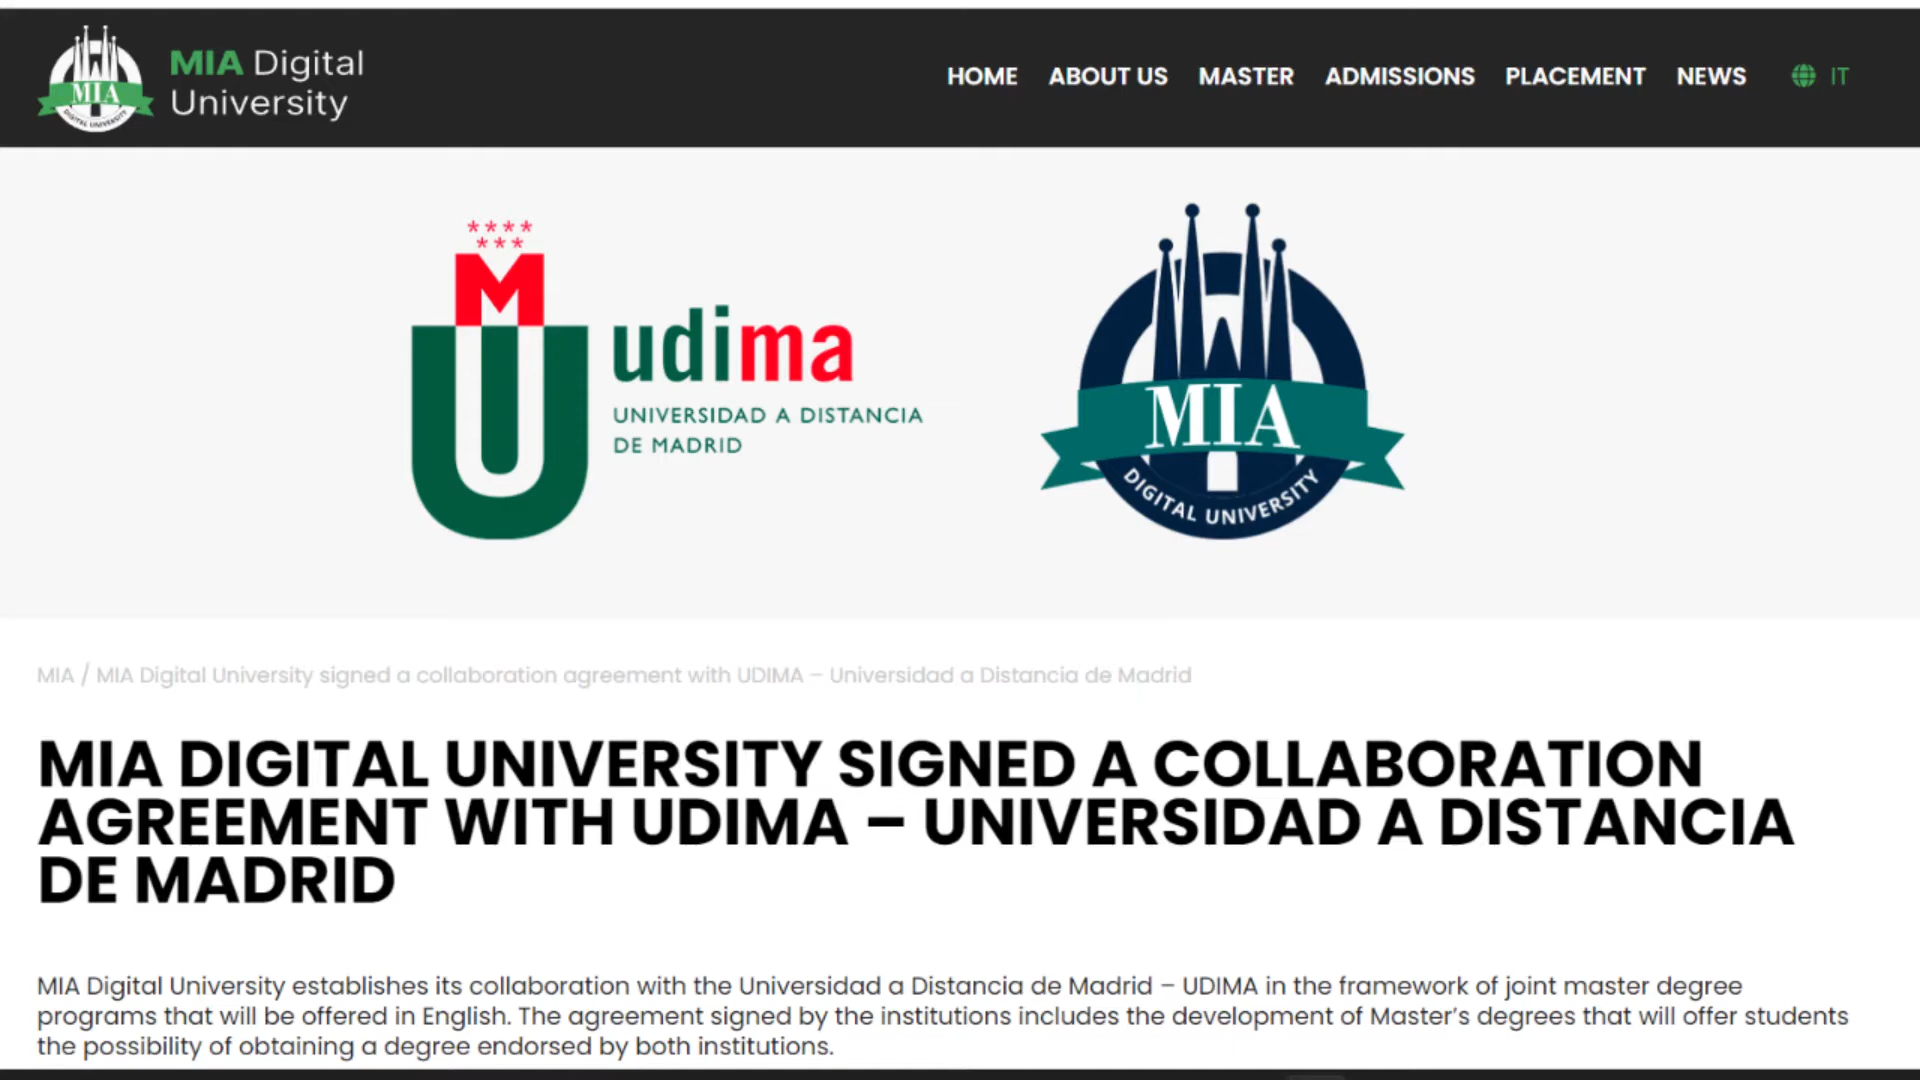 MIA Digital
University
MIA
DIGITAL UNIVERSITY
HOME ABOUT US MASTER ADMISSIONS PLACEMENT NEWS IT
**** 
***
M
U
udima
UNIVERSIDAD A DISTANCIA
DE MADRID
MIA
DIGITAL UNIVERSITY
MIA / MIA Digital University signed a collaboration agreement with UDIMA – Universidad a Distancia de Madrid
MIA DIGITAL UNIVERSITY SIGNED A COLLABORATION
AGREEMENT WITH UDIMA – UNIVERSIDAD A DISTANCIA
DE MADRID
MIA Digital University establishes its collaboration with the Universidad a Distancia de Madrid – UDIMA in the framework of joint master degree
programs that will be offered in English. The agreement signed by the institutions includes the development of Master's degrees that will offer students
the possibility of obtaining a degree endorsed by both institutions.